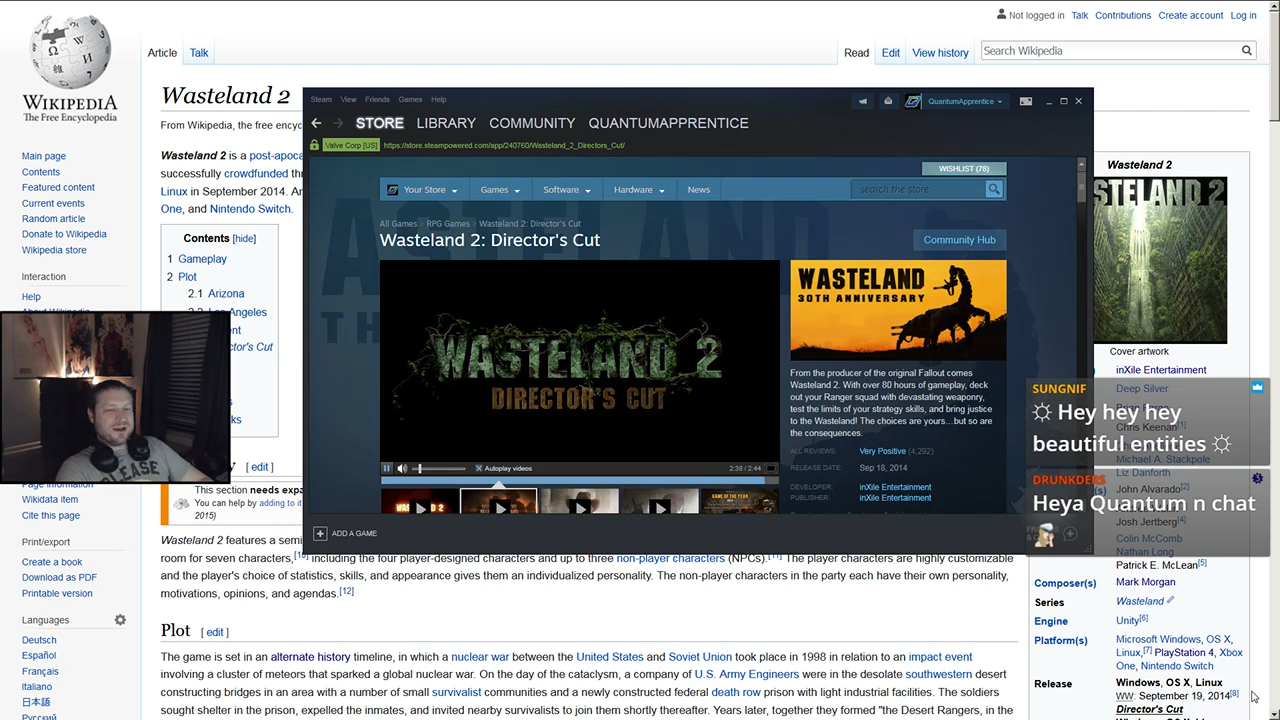 Not logged in Talk Contributions Create account Log in
Article Talk Read Edit View history Search Wikipedia
WIKIPEDIA
The Free Encyclopedia
Main page
Contents
Featured content
Current events
Random article
Donate to Wikipedia
Wikipedia store
Interaction
Help
Wikidata item
Cite this page
Print/export
Create a book
Download as PDF
Printable version
Languages
Deutsch
Español
Français
Italiano
日本語
Русский
Wasteland 2
From Wikipedia, the free ency
Wasteland 2 is a post-apoca
successfully crowdfunded thr
Linux in September 2014. A
One, and Nintendo Switch.
Contents [hide]
1 Gameplay
2 Plot
2.1 Arizona
Los Angeles
ector's Cut
[ edit ]
This section needs expa
You can help by adding to i
2015)
Wasteland 2 features a semi
room for seven characters,[10] including the four player-designed characters and up to three non-player characters (NPCs).[11] The player characters are highly customizable
and the player's choice of statistics, skills, and appearance gives them an individualized personality. The non-player characters in the party each have their own personality,
motivations, opinions, and agendas.[12]
Plot [ edit ]
The game is set in an alternate history timeline, in which a nuclear war between the United States and Soviet Union took place in 1998 in relation to an impact event
involving a cluster of meteors that sparked a global nuclear war. On the day of the cataclysm, a company of U.S. Army Engineers were in the desolate southwestern desert
constructing bridges in an area with a number of small survivalist communities and a newly constructed federal death row prison with light industrial facilities. The soldiers
sought shelter in the prison, expelled the inmates, and invited nearby survivalists to join them shortly thereafter. Years later, together they formed "the Desert Rangers, in the
Steam View Friends Games Help
QUANTUMAPPRENTICE
STORE LIBRARY COMMUNITY QUANTUMAPPRENTICE
Valve Corp [US] https://store.steampowered.com/app/240760/Wasteland_2_Directors_Cut/
WISHLIST (78)
Your Store Games Software Hardware News search the store
All Games > RPG Games > Wasteland 2: Director's Cut
Wasteland 2: Director's Cut
Community Hub
WASTELAND 2
DIRECTOR'S CUT
Autoplay videos 2:38 / 2:44
WASTELAND
30TH ANNIVERSARY
From the producer of the original Fallout comes
Wasteland 2. With over 80 hours of gameplay, deck
out your Ranger squad with devastating weaponry,
test the limits of your strategy skills, and bring justice
to the Wasteland! The choices are yours...but so are
the consequences.
ALL REVIEWS: Very Positive (4,292)
RELEASE DATE: Sep 18, 2014
DEVELOPER: inXile Entertainment
PUBLISHER: inXile Entertainment
+ ADD A GAME
Wasteland 2
STELAND 2
Cover artwork
inXile Entertainment
Deep Silver
Chris Keenan[1]
Michael A. Stackpole
Liz Danforth
John Alvarado[2]
Josh Jertberg[4]
Colin McComb
Nathan Long
Patrick E. McLean[5]
Composer(s) Mark Morgan
Series Wasteland
Engine Unity[6]
Platform(s) Microsoft Windows, OS X,
Linux,[7] PlayStation 4, Xbox
One, Nintendo Switch
Release Windows, OS X, Linux
WW: September 19, 2014[8]
Director's Cut
SUNGNIF
Hey hey hey
beautiful entities
DRUNKDERS
Heya Quantum n chat
LEASE